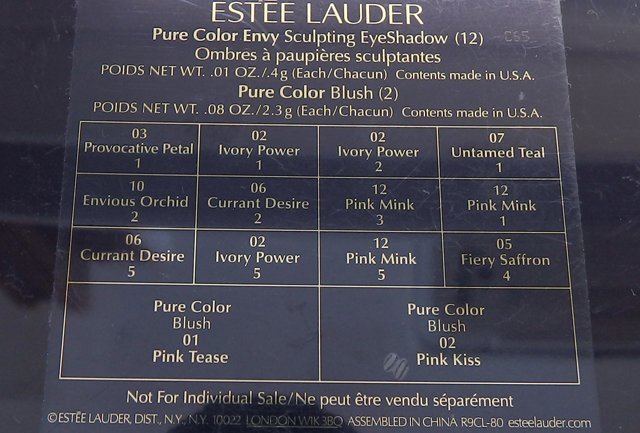 ESTĒE LAUDER
Pure Color Envy Sculpting EyeShadow (12)
Ombres à paupières sculptantes
POIDS NET WT. .01 OZ./.4g (Each/Chacun) Contents made in U.S.A.
Pure Color Blush (2)
POIDS NET WT. .08 OZ./2.3g (Each/Chacun) Contents made in U.S.A.
03 02 02 07
Provocative Petal Ivory Power Ivory Power Untamed Teal
1 1 2 1
10 06 12 12
Envious Orchid Currant Desire Pink Mink Pink Mink
2 2 3 1
06 02 12 05
Currant Desire Ivory Power Pink Mink Fiery Saffron
5 5 5 4
Pure Color Pure Color
Blush Blush
01 02
Pink Tease Pink Kiss
Not For Individual Sale/Ne peut être vendu séparément
©ESTĒE LAUDER, DIST., N.Y., N.Y. 10022 LONDON W1K 3BQ ASSEMBLED IN CHINA R9CL-80 esteelauder.com